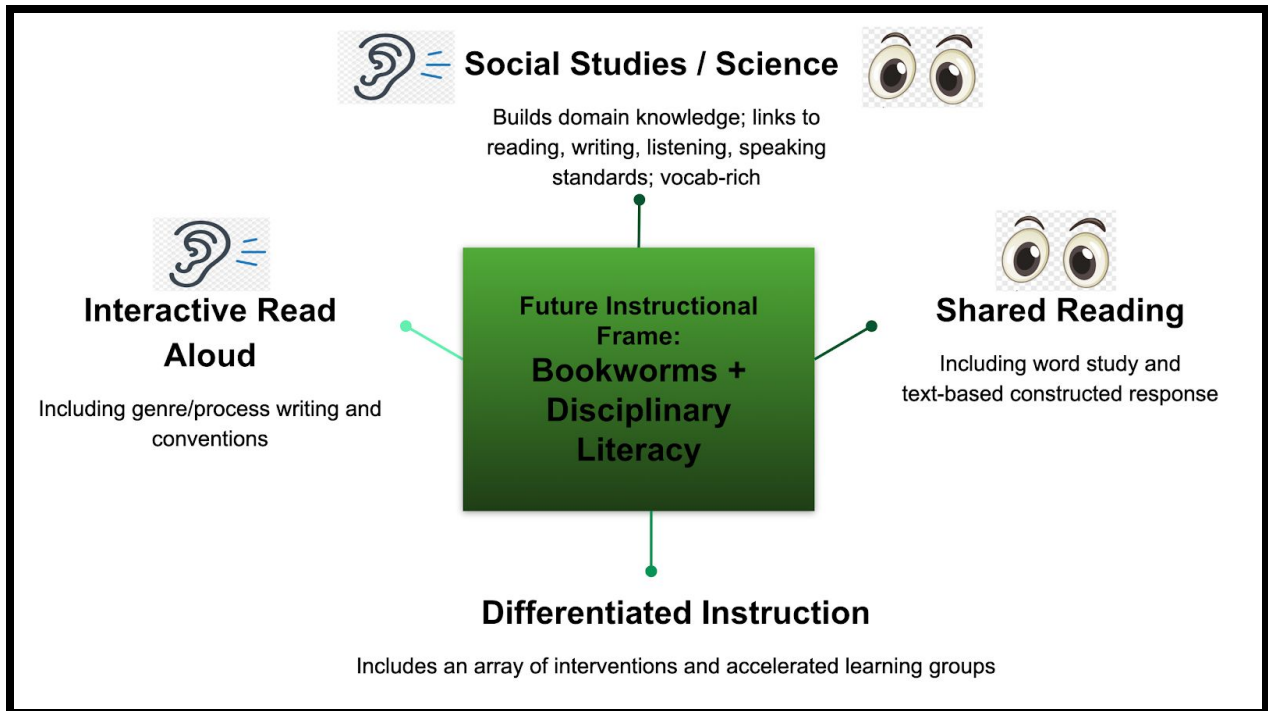 Social Studies / Science
Builds domain knowledge; links to
reading, writing, listening, speaking
standards; vocab-rich
Interactive Read
Aloud
Including genre/process writing and
conventions
Future Instructional
Frame:
Bookworms +
Disciplinary
Literacy
Shared Reading
Including word study and
text-based constructed response
Differentiated Instruction
Includes an array of interventions and accelerated learning groups